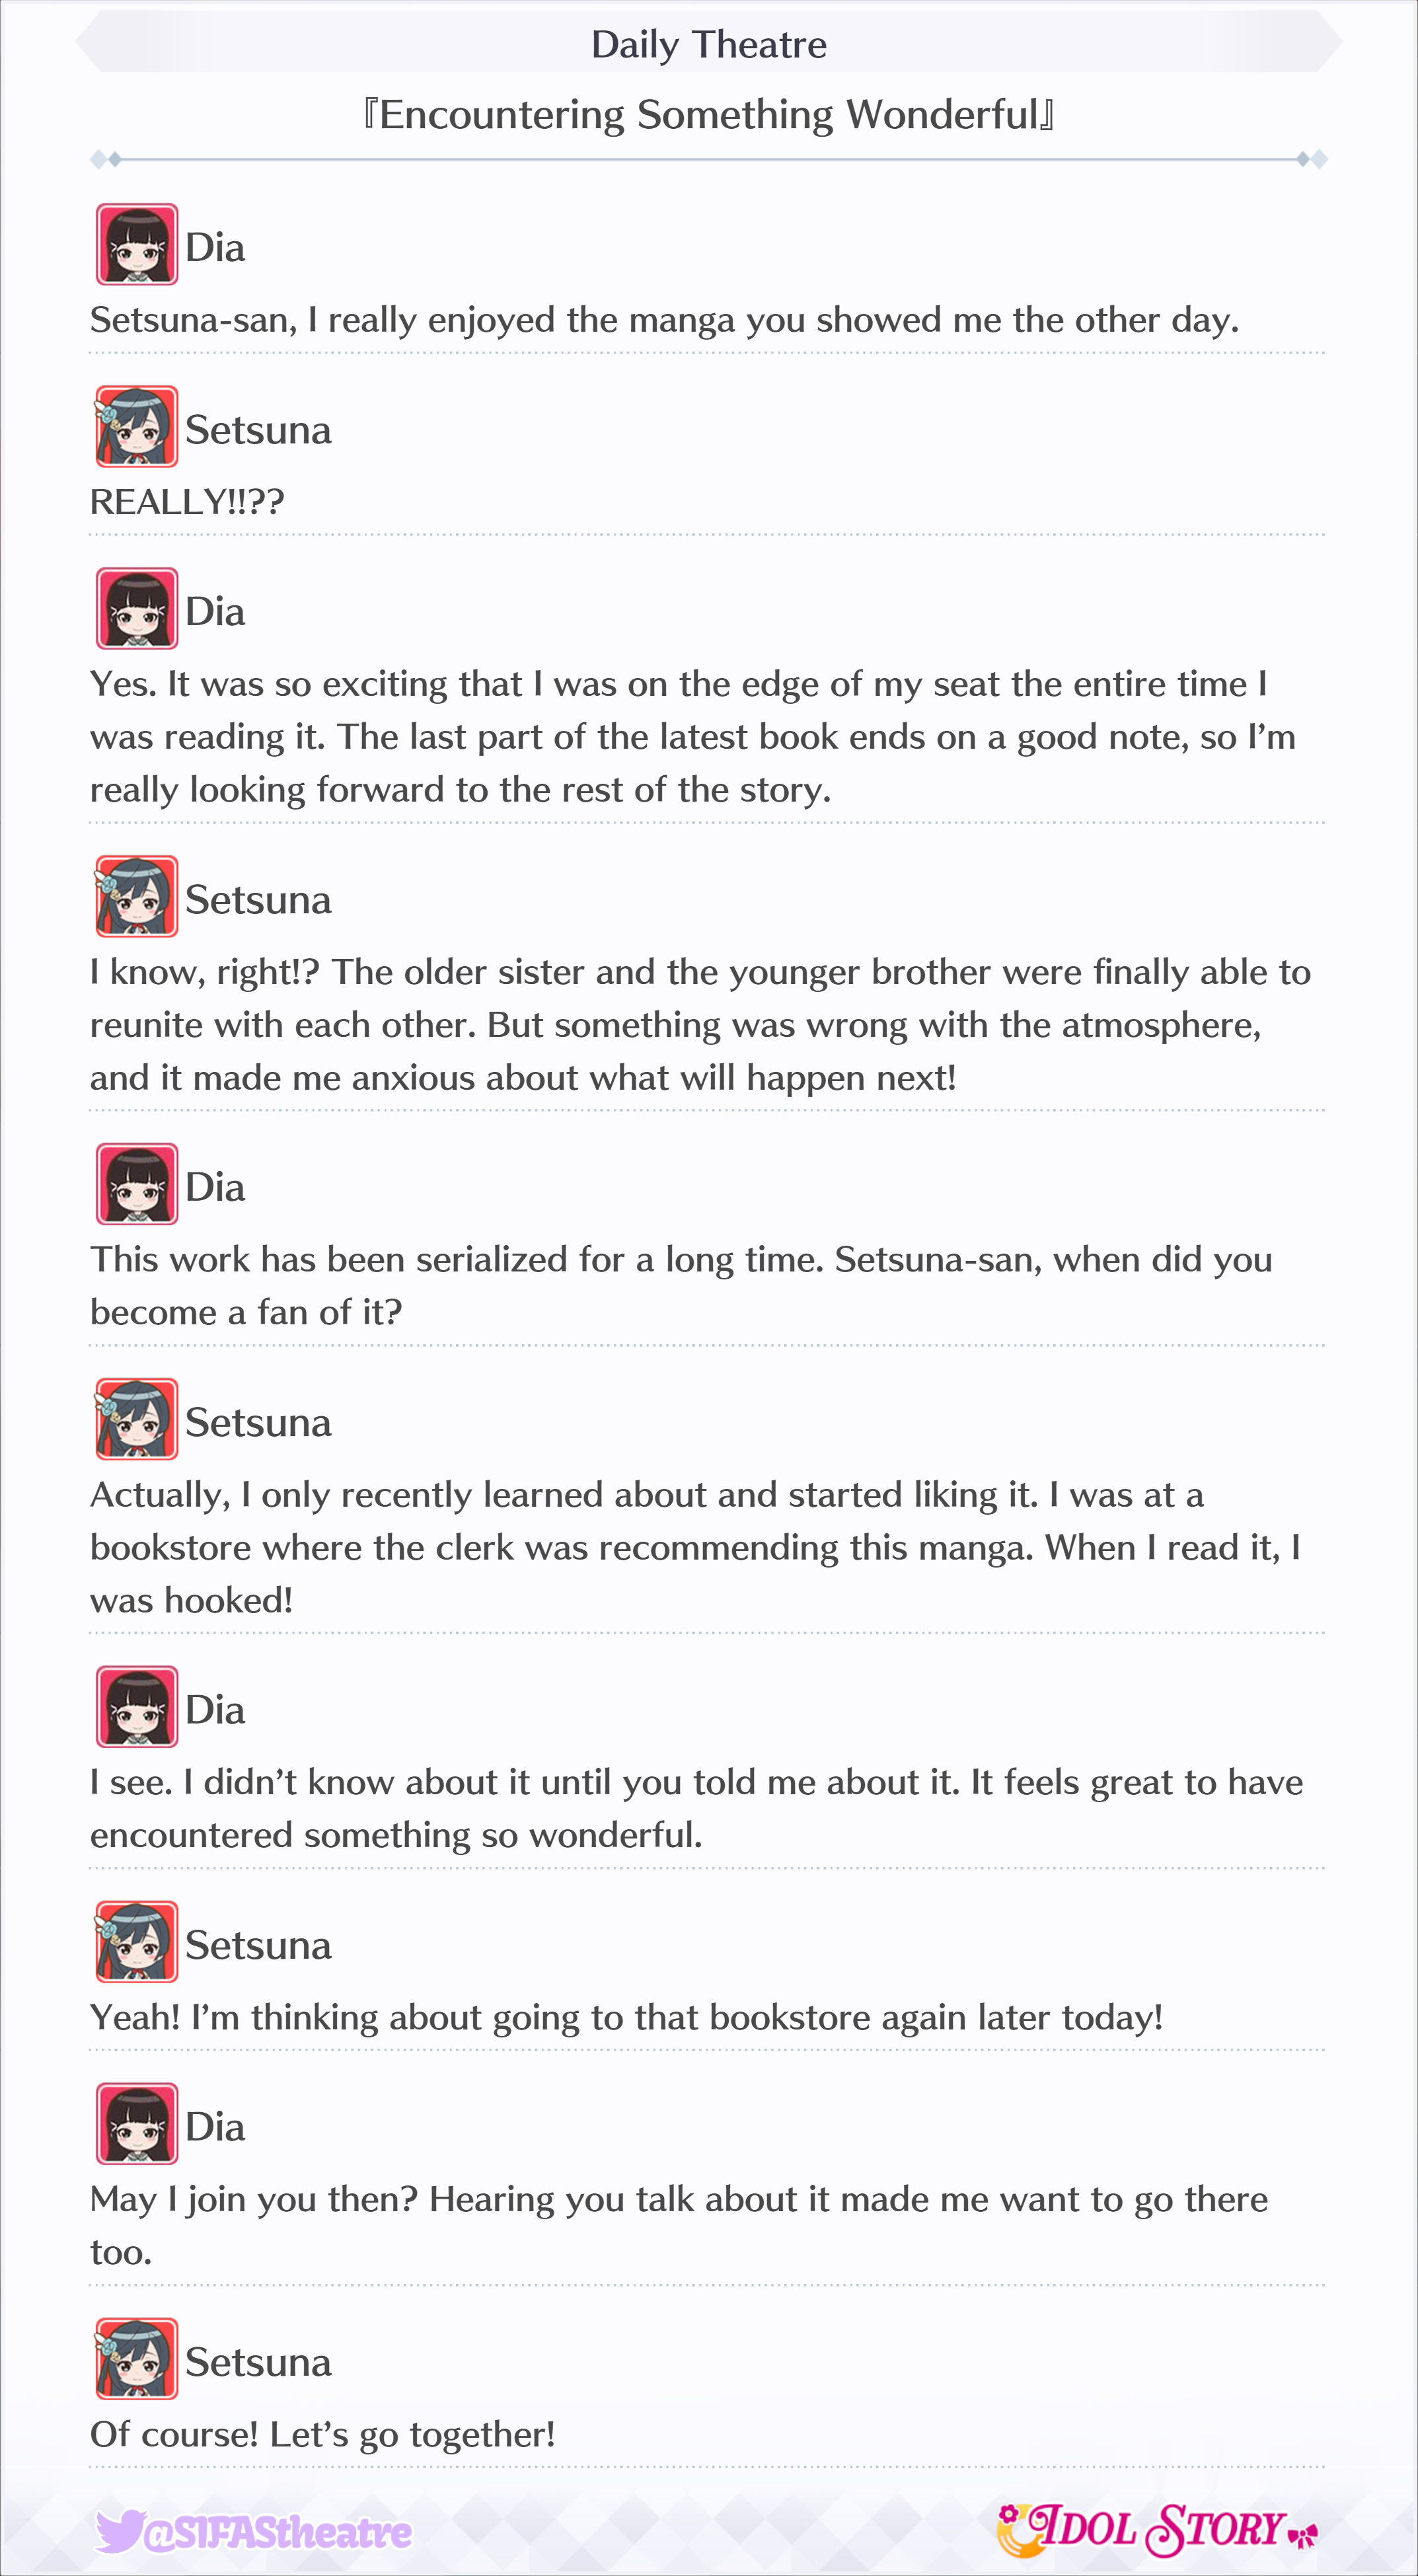 Daily Theatre
『Encountering Something Wonderful』
Dia
Setsuna-san, I really enjoyed the manga you showed me the other day.
Setsuna
REALLY!!??
Dia
Yes. It was so exciting that I was on the edge of my seat the entire time I
was reading it. The last part of the latest book ends on a good note, so I’m
really looking forward to the rest of the story.
Setsuna
I know, right!? The older sister and the younger brother were finally able to
reunite with each other. But something was wrong with the atmosphere,
and it made me anxious about what will happen next!
Dia
This work has been serialized for a long time. Setsuna-san, when did you
become a fan of it?
Setsuna
Actually, I only recently learned about and started liking it. I was at a
bookstore where the clerk was recommending this manga. When I read it, I
was hooked!
Dia
I see. I didn’t know about it until you told me about it. It feels great to have
encountered something so wonderful.
Setsuna
Yeah! I’m thinking about going to that bookstore again later today!
Dia
May I join you then? Hearing you talk about it made me want to go there
too.
Setsuna
Of course! Let’s go together!
@SIFAStheatre
IDOL STORY